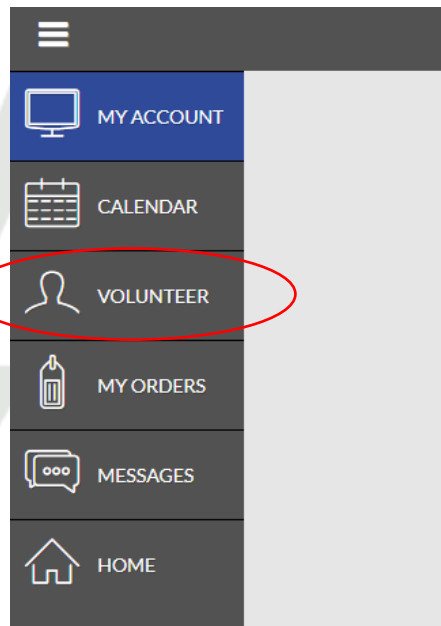 MY ACCOUNT
CALENDAR
VOLUNTEER
MY ORDERS
MESSAGES
HOME